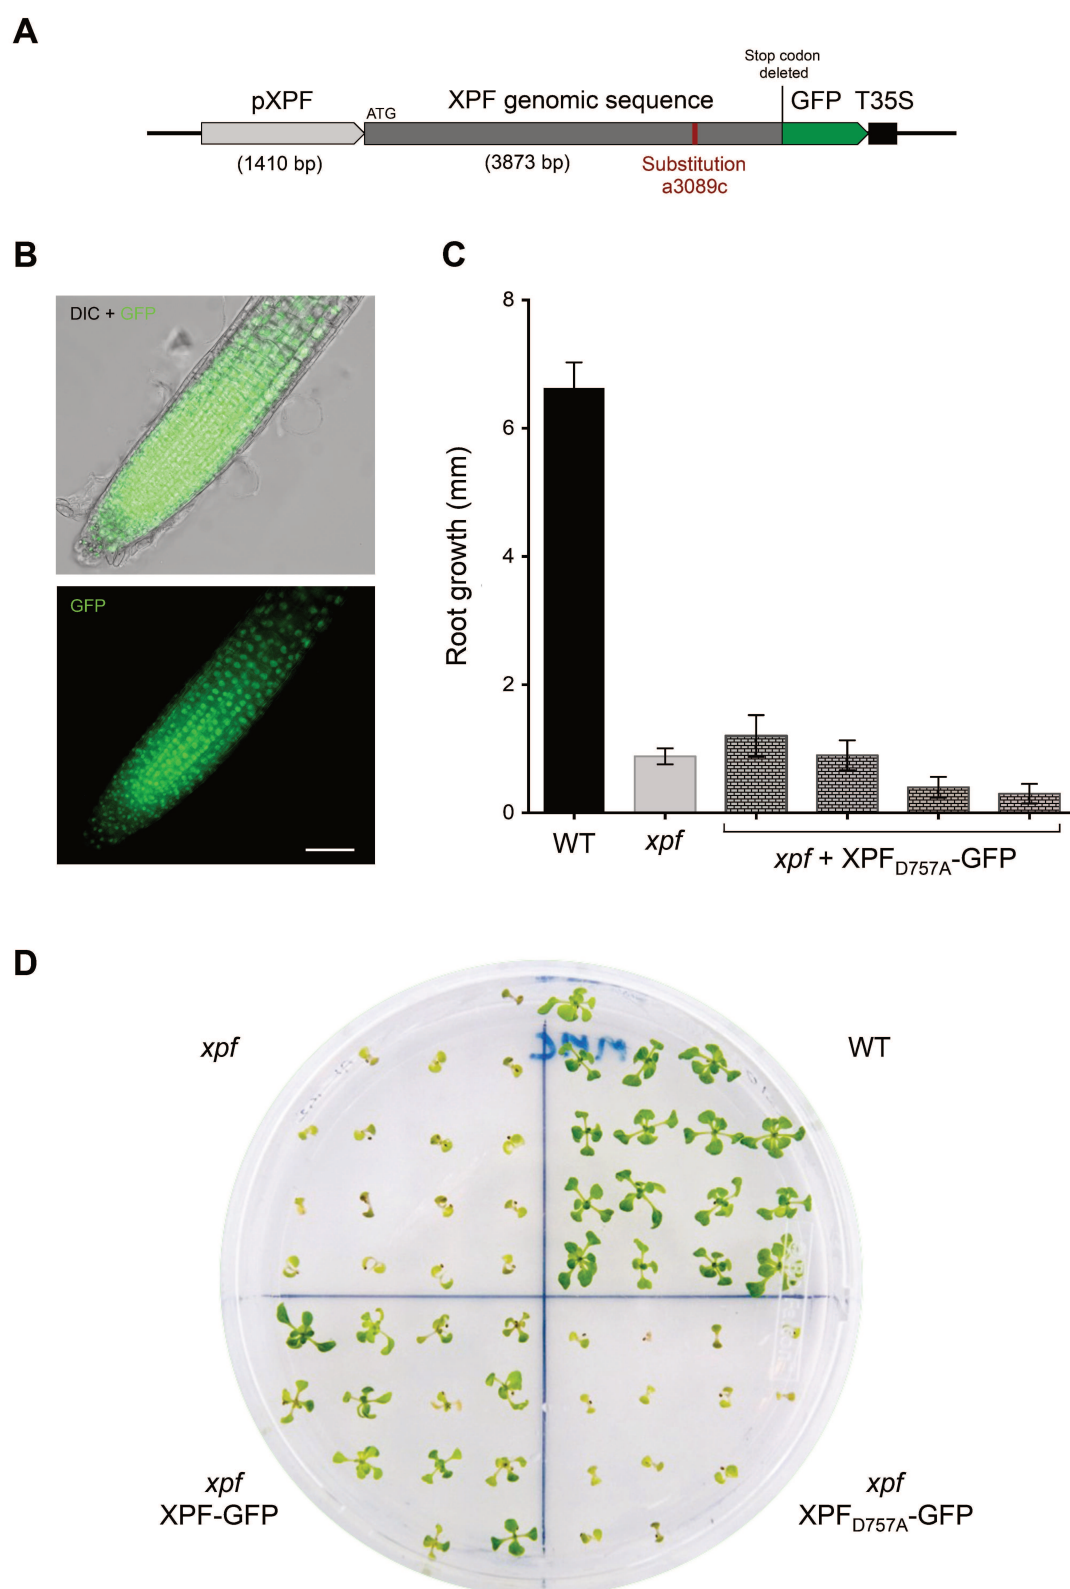 A
Stop codon
deleted
pXPF
ATG
XPF genomic sequence
GFP
T35S
(1410 bp)
(3873 bp)
Substitution
a3089c
B
DIC + GFP
GFP
C
Root growth (mm)
8
6
4
2
0
WT
xpf
xpf + XPFD757A-GFP
D
xpf
WT
xpf
XPF-GFP
xpf
XPFD757A-GFP